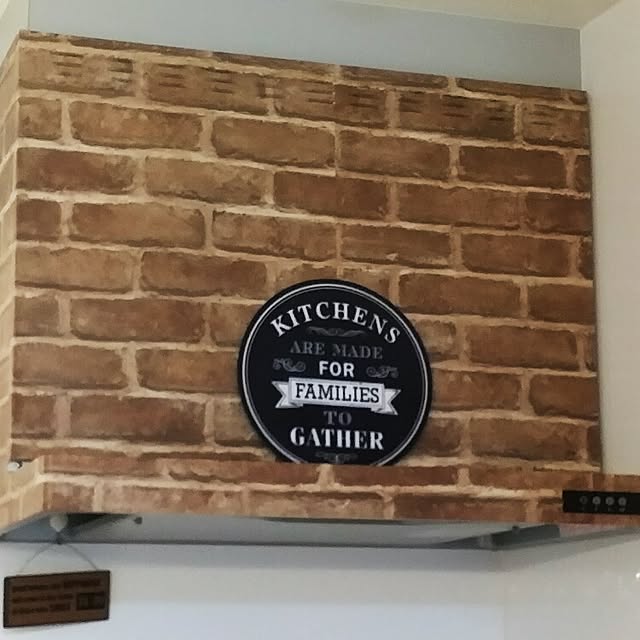 KITCHENS
ARE MADE
FOR
FAMILIES
TO
GATHER